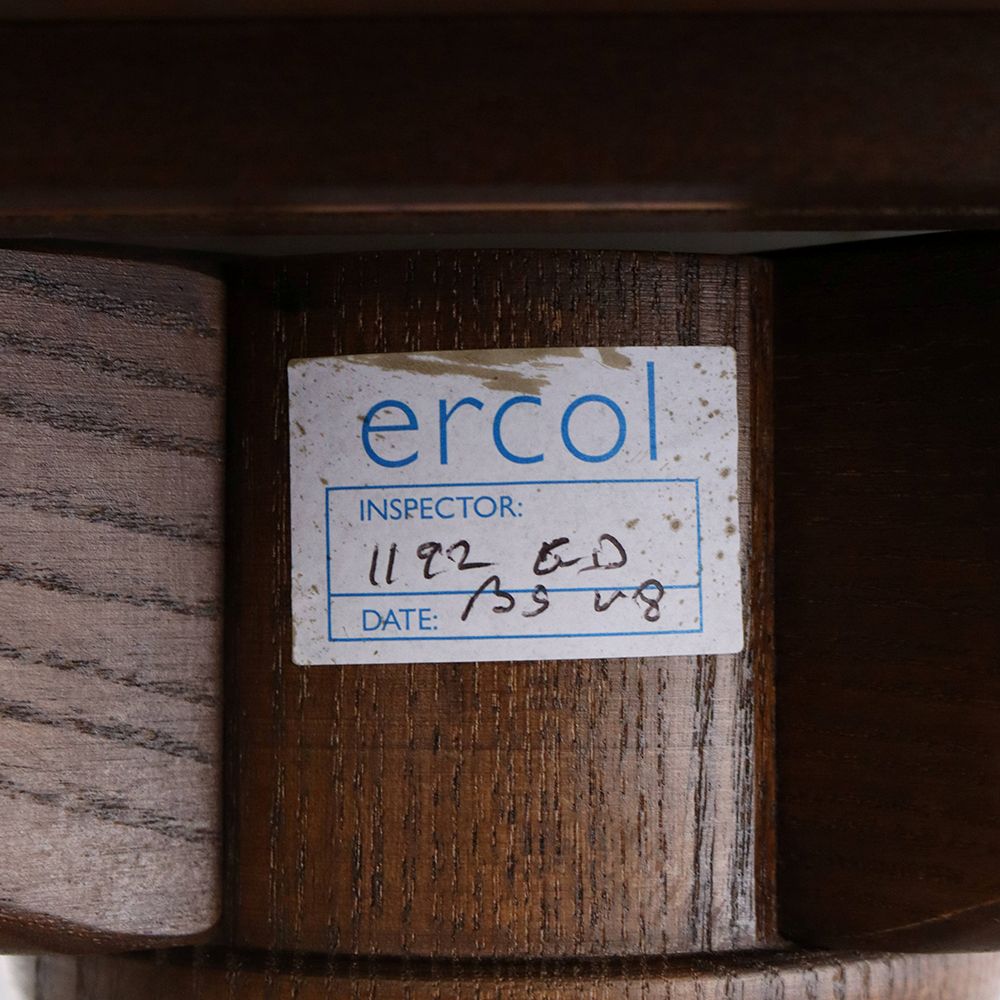 ercol
INSPECTOR:
1192 GD
DATE: